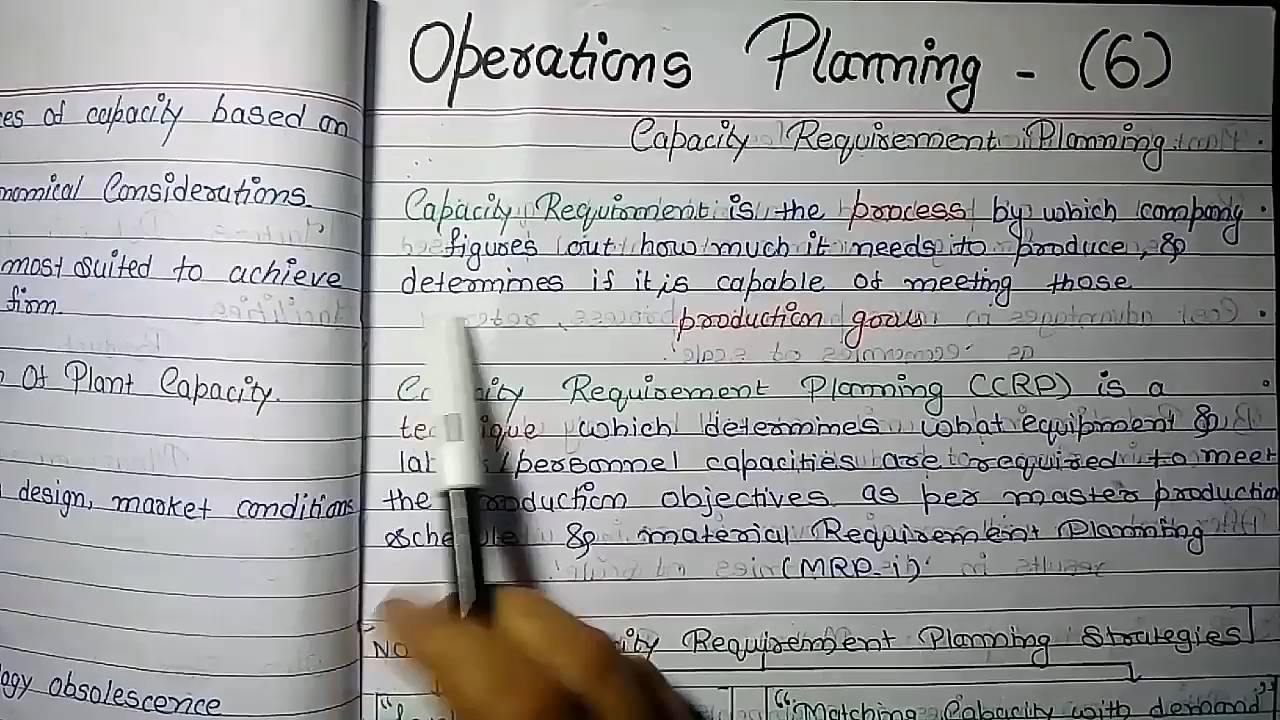 es of capacity based on
nomical Considerations.
most suited to achieve
firm.
Of Plant Capacity.
design, market conditions
ogy obsolescence
Operations Planning - (6)
Capacity Requirement Planning
Capacity Requirment is the process by which company
figures out how much it needs to produce, &
determines if it is capable of meeting those
production goals
Requirement Planning (CRP) is a
which determines what equipment &
/personnel capacities are required to meet
the production objectives as per master production
schedule & material Requirement Planning
(MRP-i)
NO
ity Requirement Planning Strategies
"Matching Capacity with demand"